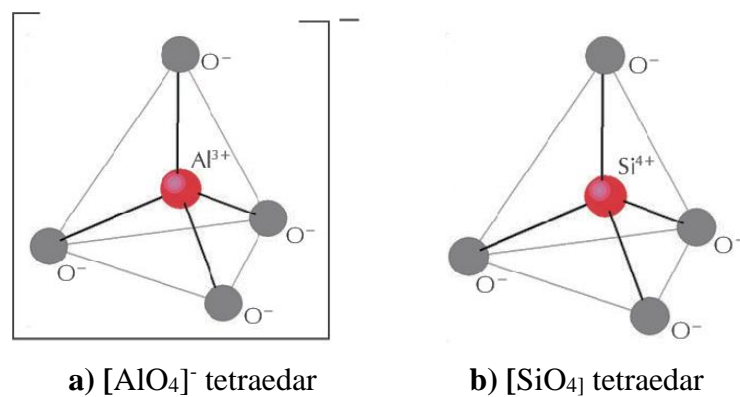 −
O⁻ O⁻
Al³⁺ Si⁴⁺
O⁻ O⁻
O⁻ O⁻
O⁻ O⁻
a) [AlO₄]⁻ tetraedar b) [SiO₄] tetraedar